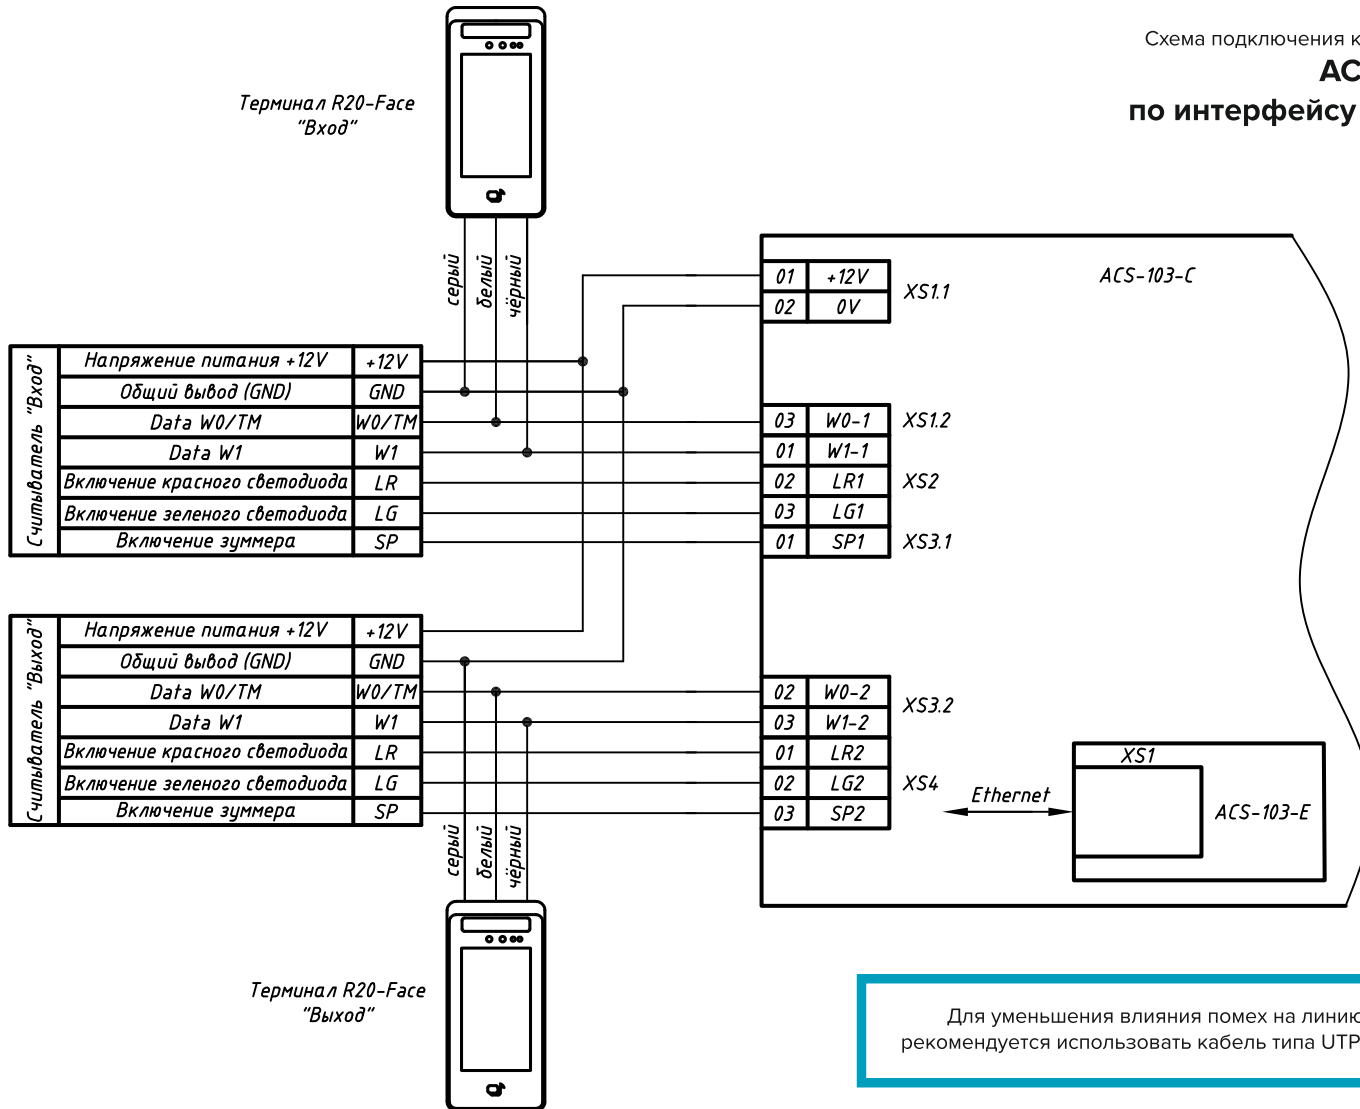 Схема подключения к
AC
по интерфейсу
Терминал R20-Face
"Вход"
серый
белый
чёрный
Считыватель "Вход"
Напряжение питания +12V +12V
Общий вывод (GND) GND
Data W0/TM W0/TM
Data W1 W1
Включение красного светодиода LR
Включение зеленого светодиода LG
Включение зуммера SP
ACS-103-C
01 +12V
02 0V
XS1.1
03 W0-1 XS1.2
01 W1-1
02 LR1 XS2
03 LG1
01 SP1 XS3.1
Считыватель "Выход"
Напряжение питания +12V +12V
Общий вывод (GND) GND
Data W0/TM W0/TM
Data W1 W1
Включение красного светодиода LR
Включение зеленого светодиода LG
Включение зуммера SP
02 W0-2
03 W1-2
XS3.2
01 LR2
02 LG2 XS4
03 SP2
Ethernet
XS1
ACS-103-E
серый
белый
чёрный
Терминал R20-Face
"Выход"
Для уменьшения влияния помех на линию
рекомендуется использовать кабель типа UTP